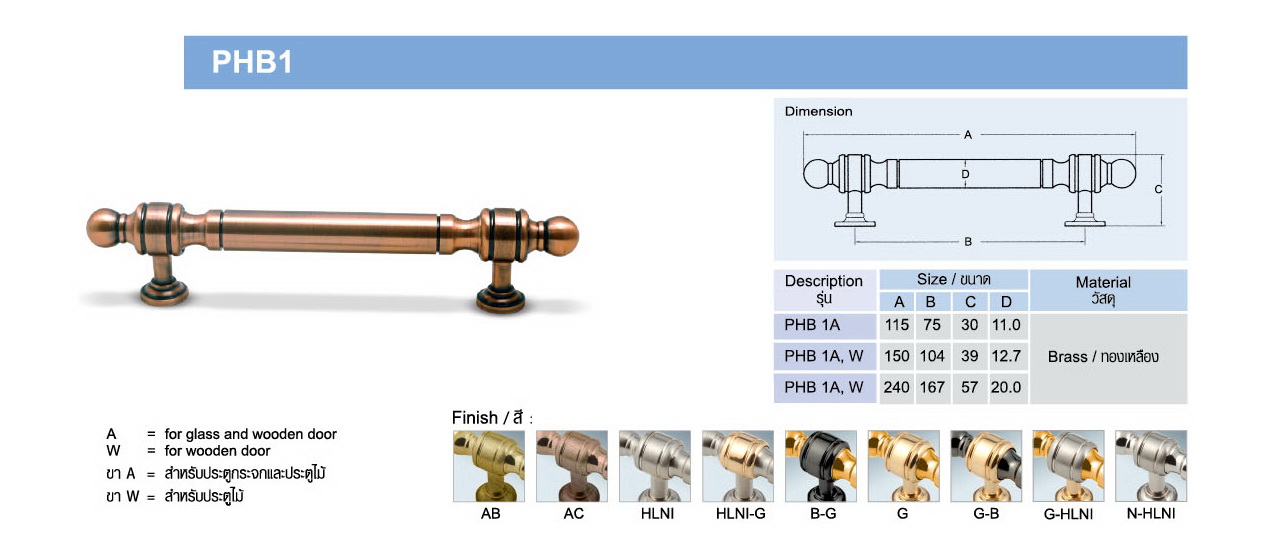 PHB1
Dimension
A
D
C
B
Description Size / ขนาด Material
รุ่น A B C D วัสดุ
PHB 1A 115 75 30 11.0
PHB 1A, W 150 104 39 12.7 Brass / ทองเหลือง
PHB 1A, W 240 167 57 20.0
Finish / สี :
A = for glass and wooden door
W = for wooden door
ขา A = สำหรับประตูกระจกและประตูไม้
ขา W = สำหรับประตูไม้
AB AC HLNI HLNI-G B-G G G-B G-HLNI N-HLNI